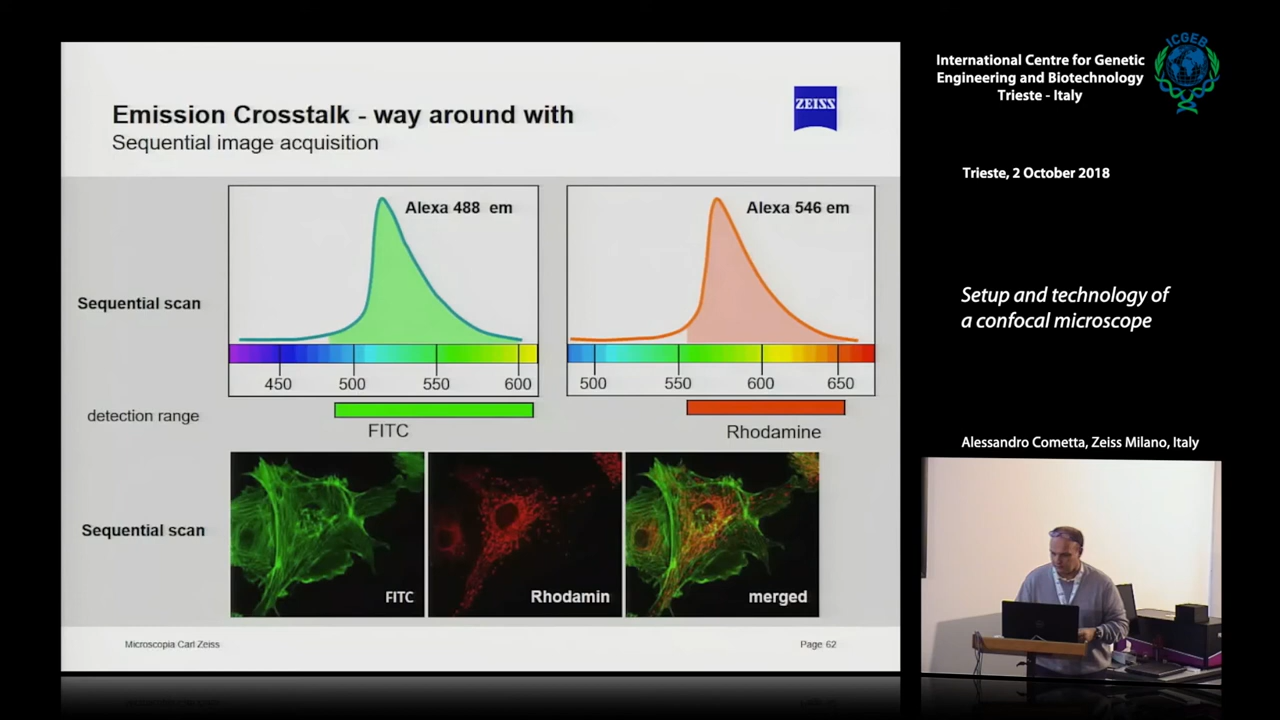 Emission Crosstalk - way around with
Sequential image acquisition
ZEISS
Alexa 488 em
Alexa 546 em
Sequential scan
450 500 550 600
500 550 600 650
detection range
FITC
Rhodamine
Sequential scan
FITC
Rhodamin
merged
Microscopia Carl Zeiss
Page 62
International Centre for Genetic
Engineering and Biotechnology
Trieste - Italy
ICGEB
Trieste, 2 October 2018
Setup and technology of
a confocal microscope
Alessandro Cometta, Zeiss Milano, Italy